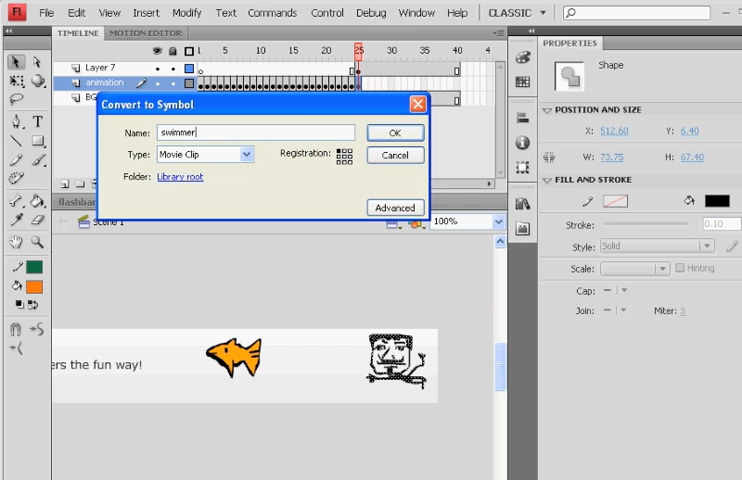 Fl File Edit View Insert Modify Text Commands Control Debug Window Help CLASSIC
TIMELINE MOTION EDITOR
5 10 15 20 25 30 35 40 4
Layer 7
animation
BG
Convert to Symbol
Name: swimmer
OK
Type: Movie Clip
Registration:
Cancel
Folder: Library root
Advanced
flashbar
Scene 1
100%
ers the fun way!
PROPERTIES
Shape
POSITION AND SIZE
X: 512.60 Y: 6.40
W: 73.75 H: 67.40
FILL AND STROKE
Stroke: 0.10
Style: Solid
Scale: Hinting
Cap: —
Join: — Miter: 3